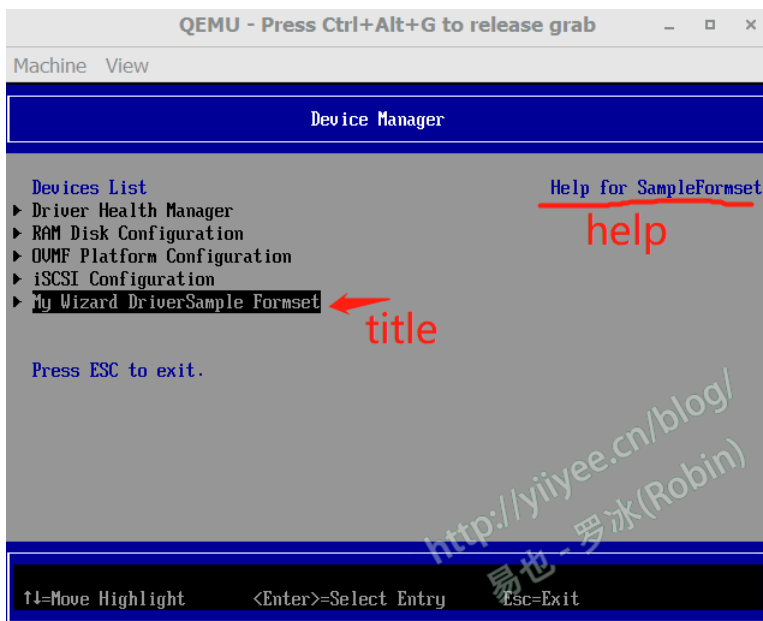 QEMU - Press Ctrl+Alt+G to release grab
Machine View
Device Manager
Devices List
Help for SampleFormset
Driver Health Manager
help
RAM Disk Configuration
OVMF Platform Configuration
iSCSI Configuration
My Wizard DriverSample Formset
title
Press ESC to exit.
http://yiiyee.cn/blog/
易也 - 罗冰(Robin)
↑↓=Move Highlight <Enter>=Select Entry Esc=Exit